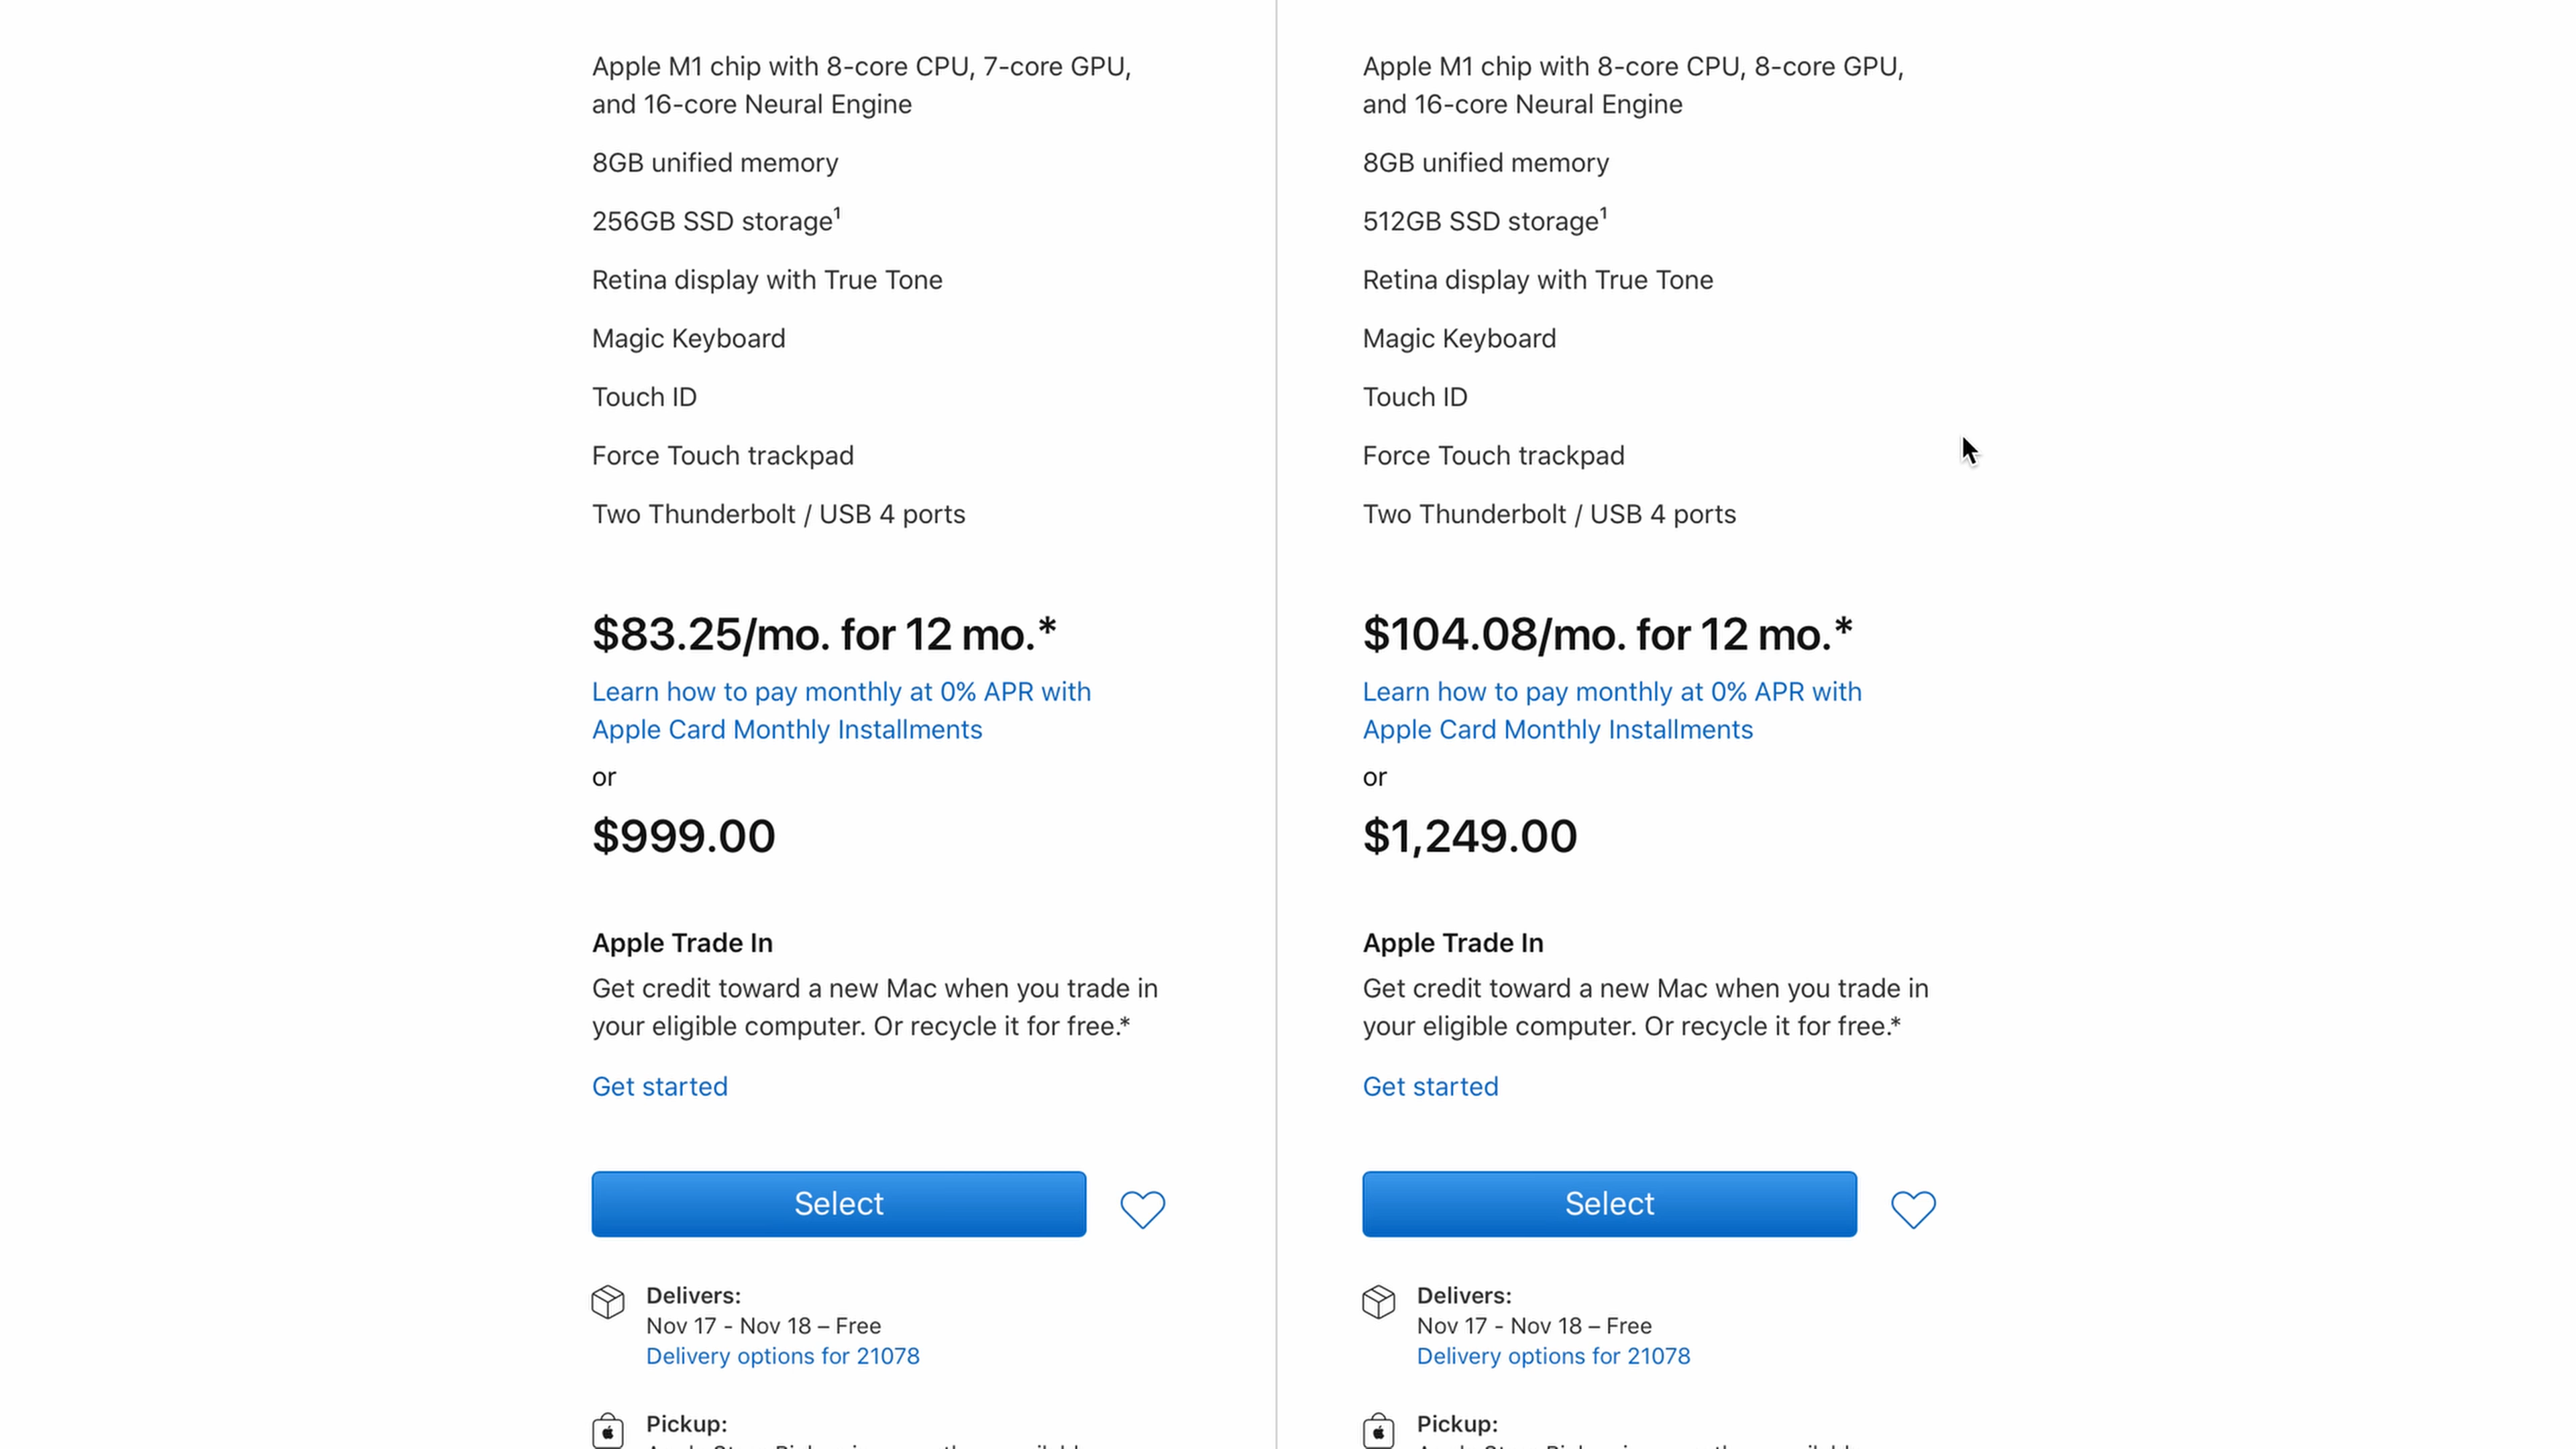 Apple M1 chip with 8-core CPU, 7-core GPU,
and 16-core Neural Engine
8GB unified memory
256GB SSD storage¹
Retina display with True Tone
Magic Keyboard
Touch ID
Force Touch trackpad
Two Thunderbolt / USB 4 ports
$83.25/mo. for 12 mo.*
Learn how to pay monthly at 0% APR with
Apple Card Monthly Installments
or
$999.00
Apple Trade In
Get credit toward a new Mac when you trade in
your eligible computer. Or recycle it for free.*
Get started
Select
Delivers:
Nov 17 - Nov 18 – Free
Delivery options for 21078
Pickup:
Apple M1 chip with 8-core CPU, 8-core GPU,
and 16-core Neural Engine
8GB unified memory
512GB SSD storage¹
Retina display with True Tone
Magic Keyboard
Touch ID
Force Touch trackpad
Two Thunderbolt / USB 4 ports
$104.08/mo. for 12 mo.*
Learn how to pay monthly at 0% APR with
Apple Card Monthly Installments
or
$1,249.00
Apple Trade In
Get credit toward a new Mac when you trade in
your eligible computer. Or recycle it for free.*
Get started
Select
Delivers:
Nov 17 - Nov 18 – Free
Delivery options for 21078
Pickup: